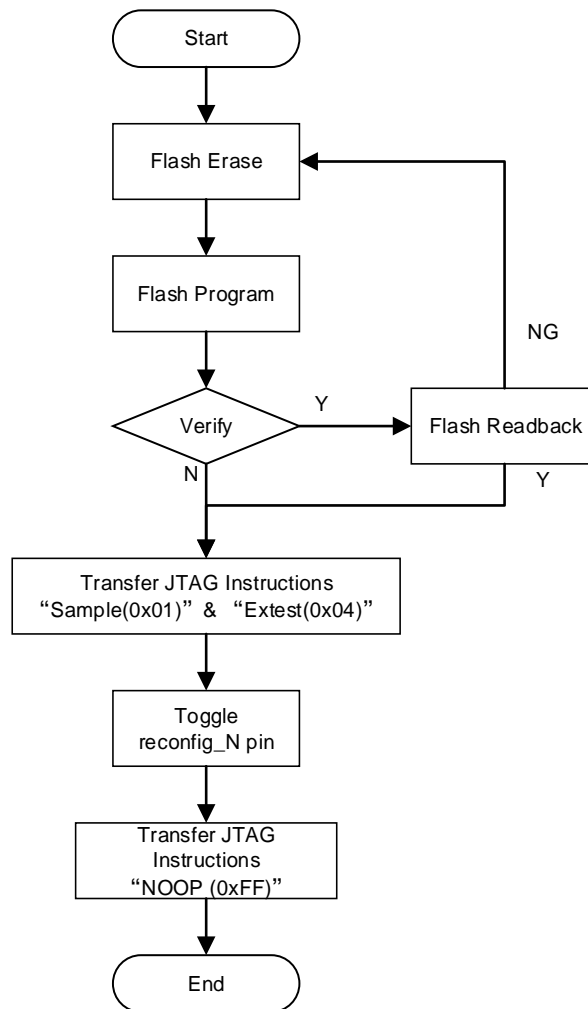 Start
Flash Erase
Flash Program
NG
Verify
Y
Flash Readback
N
Y
Transfer JTAG Instructions
“Sample(0x01)” & “Extest(0x04)”
Toggle
reconfig_N pin
Transfer JTAG
Instructions
“NOOP (0xFF)”
End